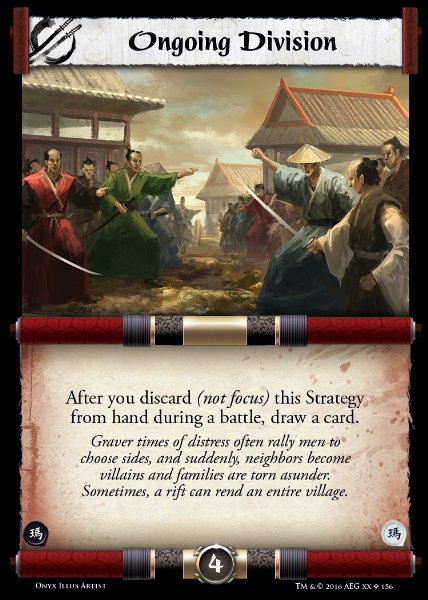 Ongoing Division
After you discard (not focus) this Strategy
from hand during a battle, draw a card.
Graver times of distress often rally men to
choose sides, and suddenly, neighbors become
villains and families are torn asunder.
Sometimes, a rift can rend an entire village.
瑪 瑪
4
Onyx Illus Artist TM & © 2016 AEG XX ❖ 156